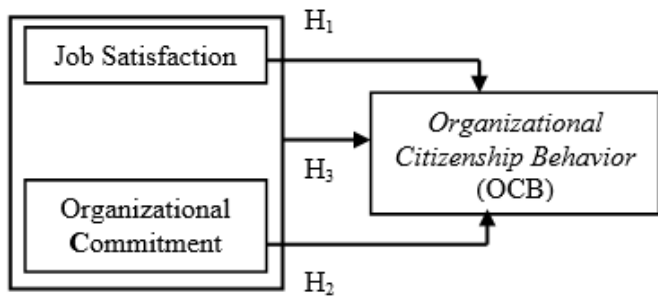 H₁
Job Satisfaction
Organizational
Citizenship Behavior
(OCB)
H₃
Organizational
Commitment
H₂